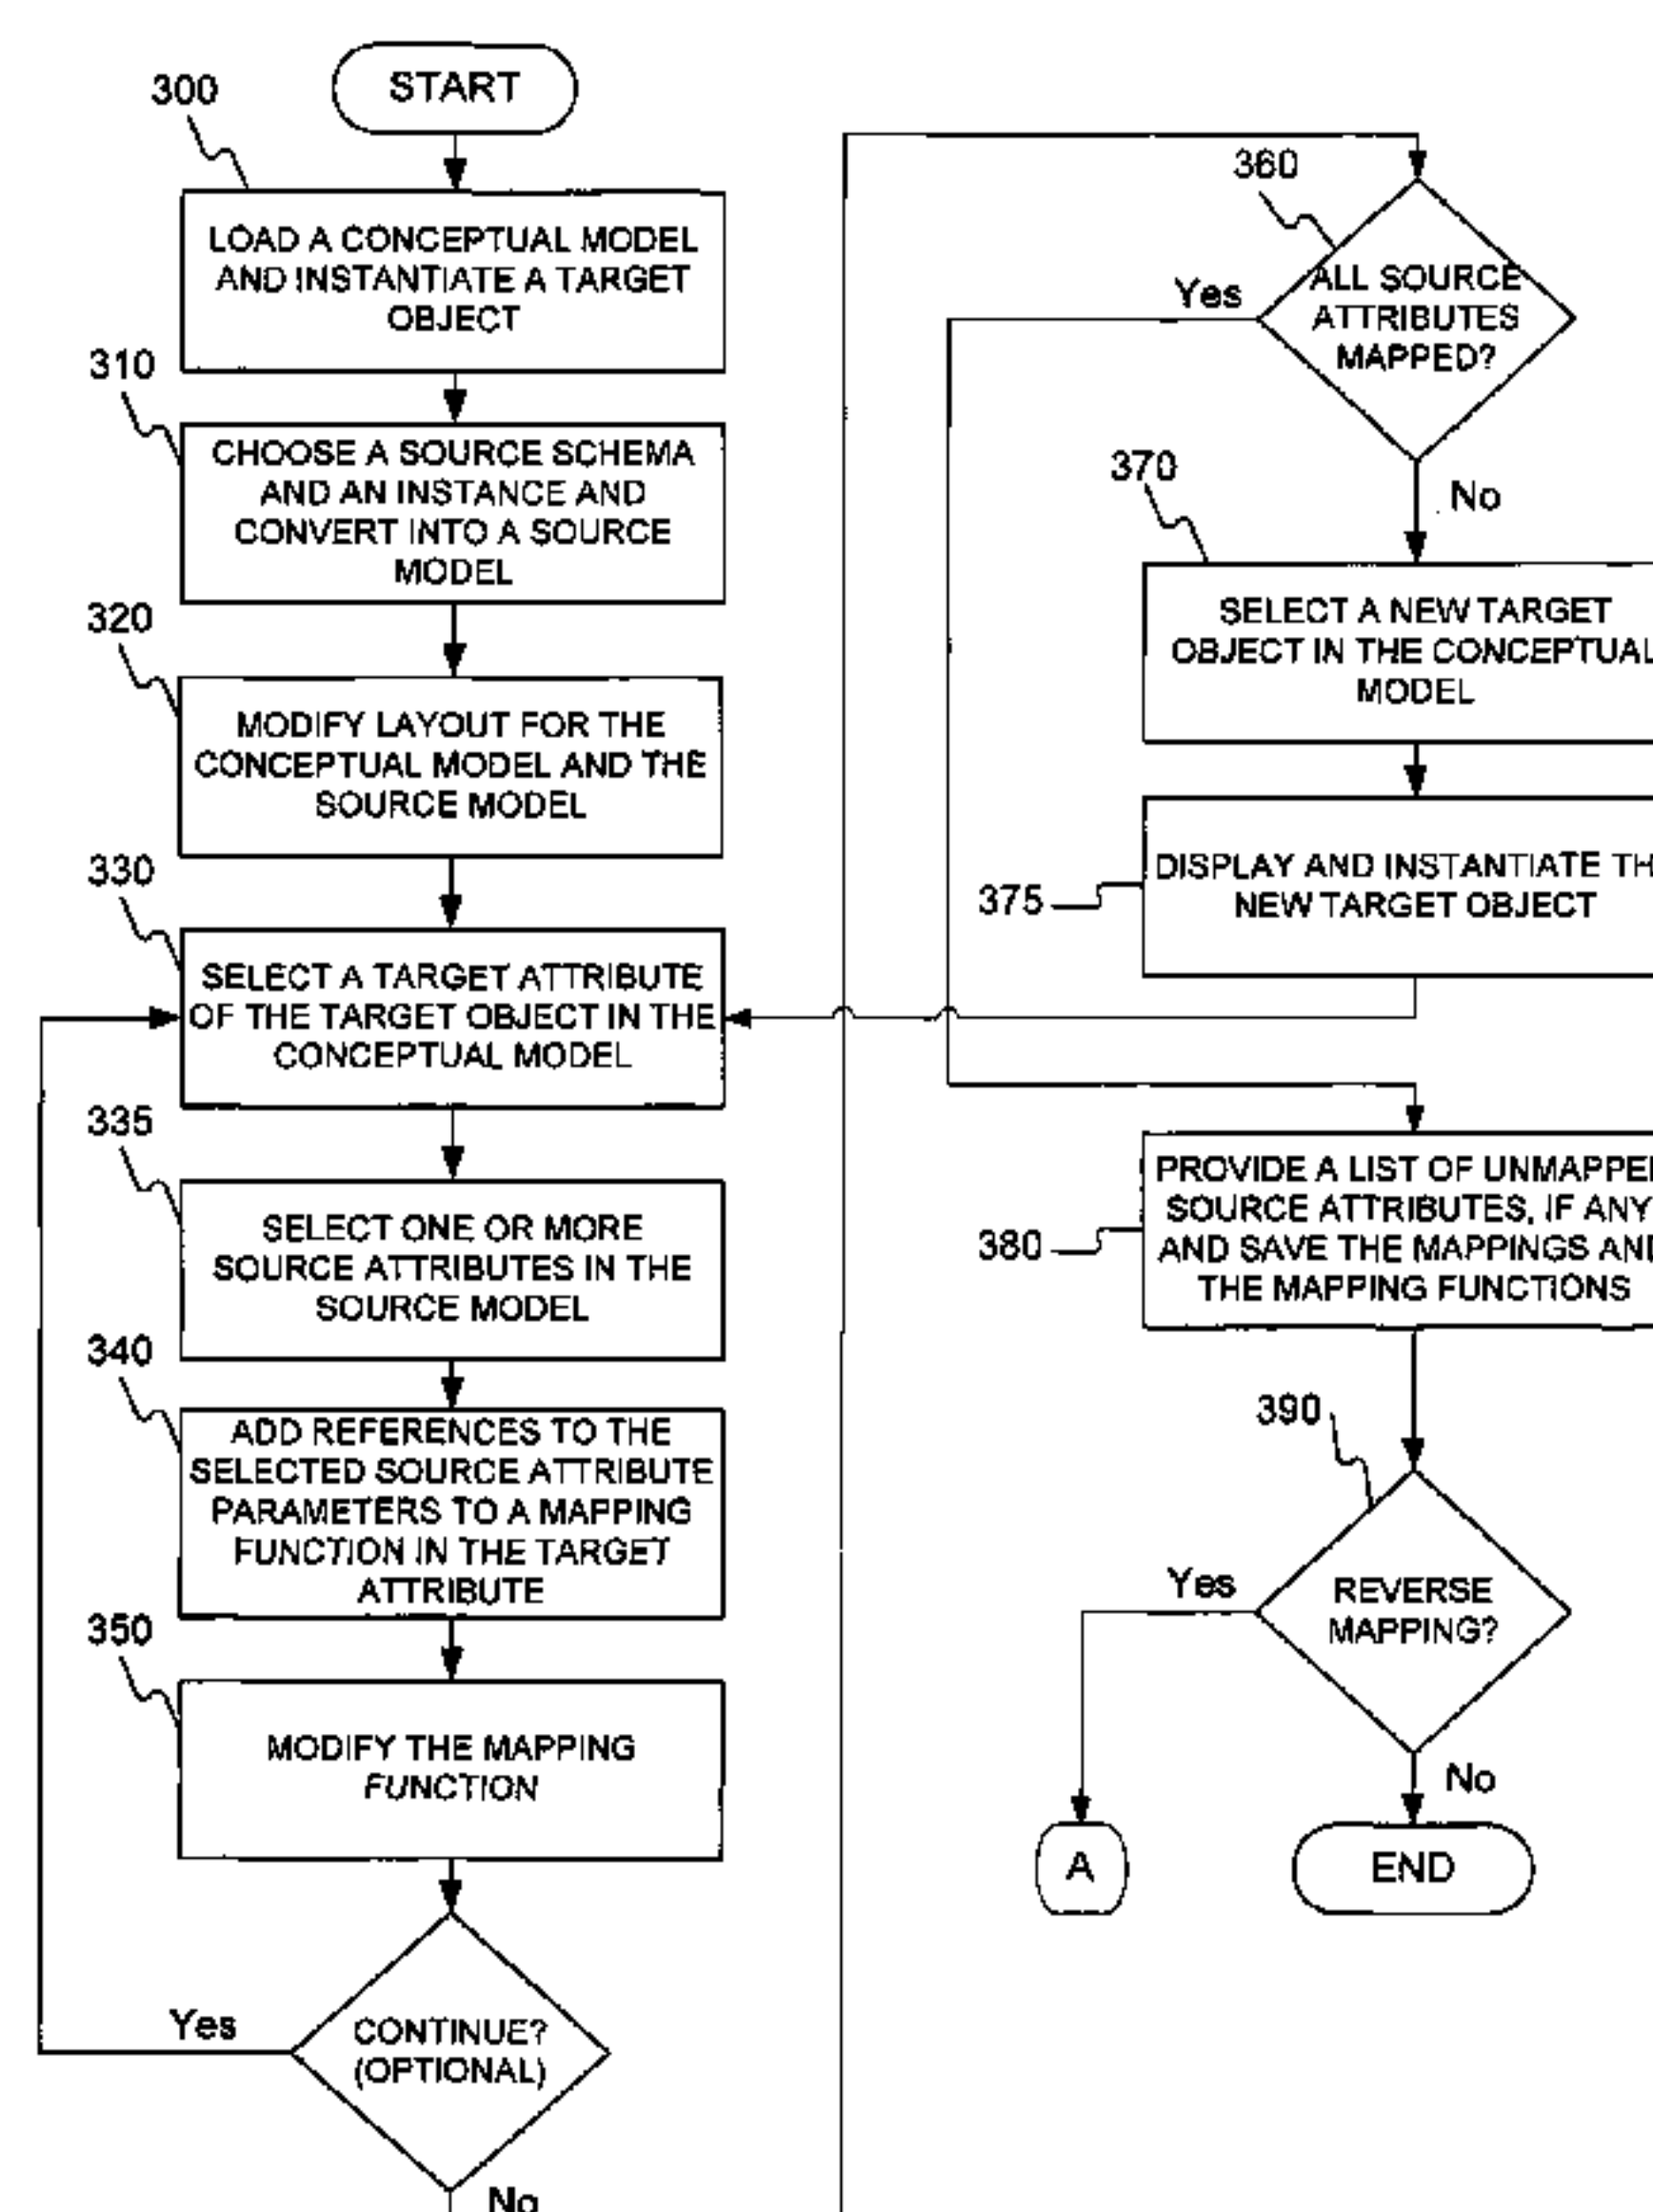 START
300
LOAD A CONCEPTUAL MODEL
AND INSTANTIATE A TARGET
OBJECT
310
CHOOSE A SOURCE SCHEMA
AND AN INSTANCE AND
CONVERT INTO A SOURCE
MODEL
320
MODIFY LAYOUT FOR THE
CONCEPTUAL MODEL AND THE
SOURCE MODEL
330
SELECT A TARGET ATTRIBUTE
OF THE TARGET OBJECT IN THE
CONCEPTUAL MODEL
335
SELECT ONE OR MORE
SOURCE ATTRIBUTES IN THE
SOURCE MODEL
340
ADD REFERENCES TO THE
SELECTED SOURCE ATTRIBUTE
PARAMETERS TO A MAPPING
FUNCTION IN THE TARGET
ATTRIBUTE
350
MODIFY THE MAPPING
FUNCTION
Yes
CONTINUE?
(OPTIONAL)
No
360
Yes
ALL SOURCE
ATTRIBUTES
MAPPED?
No
370
SELECT A NEW TARGET
OBJECT IN THE CONCEPTUAL
MODEL
375
DISPLAY AND INSTANTIATE TH
NEW TARGET OBJECT
380
PROVIDE A LIST OF UNMAPPE
SOURCE ATTRIBUTES, IF ANY
AND SAVE THE MAPPINGS AND
THE MAPPING FUNCTIONS
390
Yes
REVERSE
MAPPING?
No
A
END